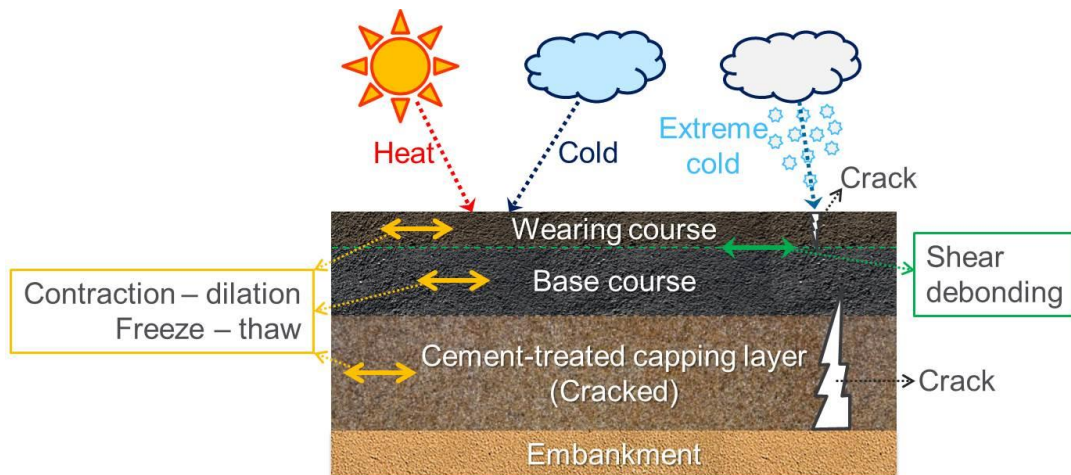 Heat
Cold
Extreme
cold
Crack
Wearing course
Shear
debonding
Contraction – dilation
Freeze – thaw
Base course
Cement-treated capping layer
(Cracked)
Crack
Embankment